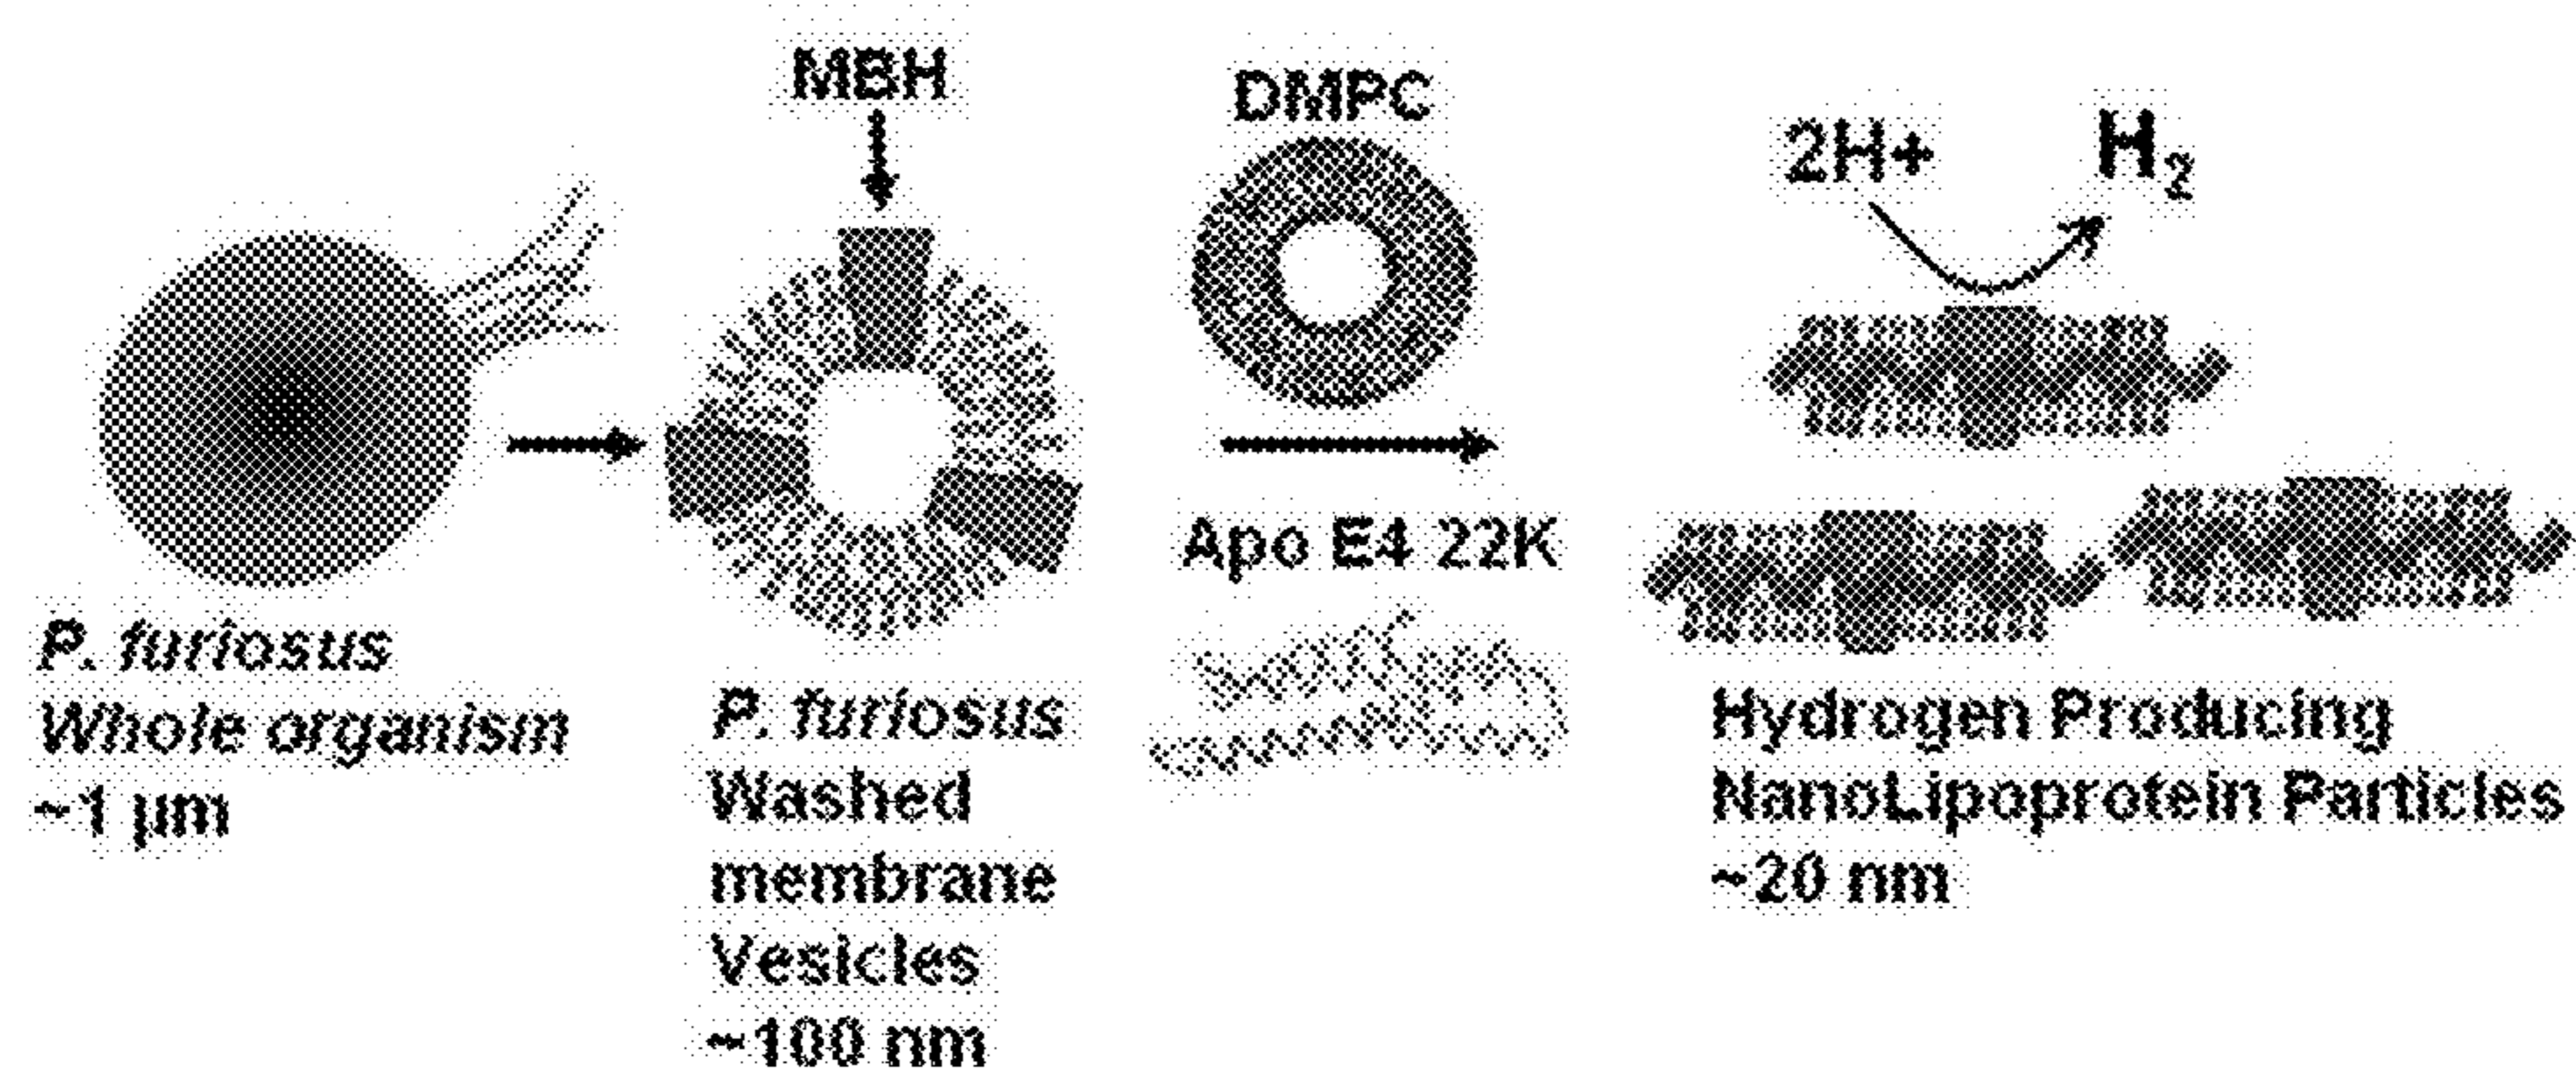 P. furiosus
Whole organism
~1 µm
MBH
P. furiosus
Washed
membrane
Vesicles
~100 nm
DMPC
Apo E4 22K
2H+
H₂
Hydrogen Producing
NanoLipoprotein Particles
~20 nm